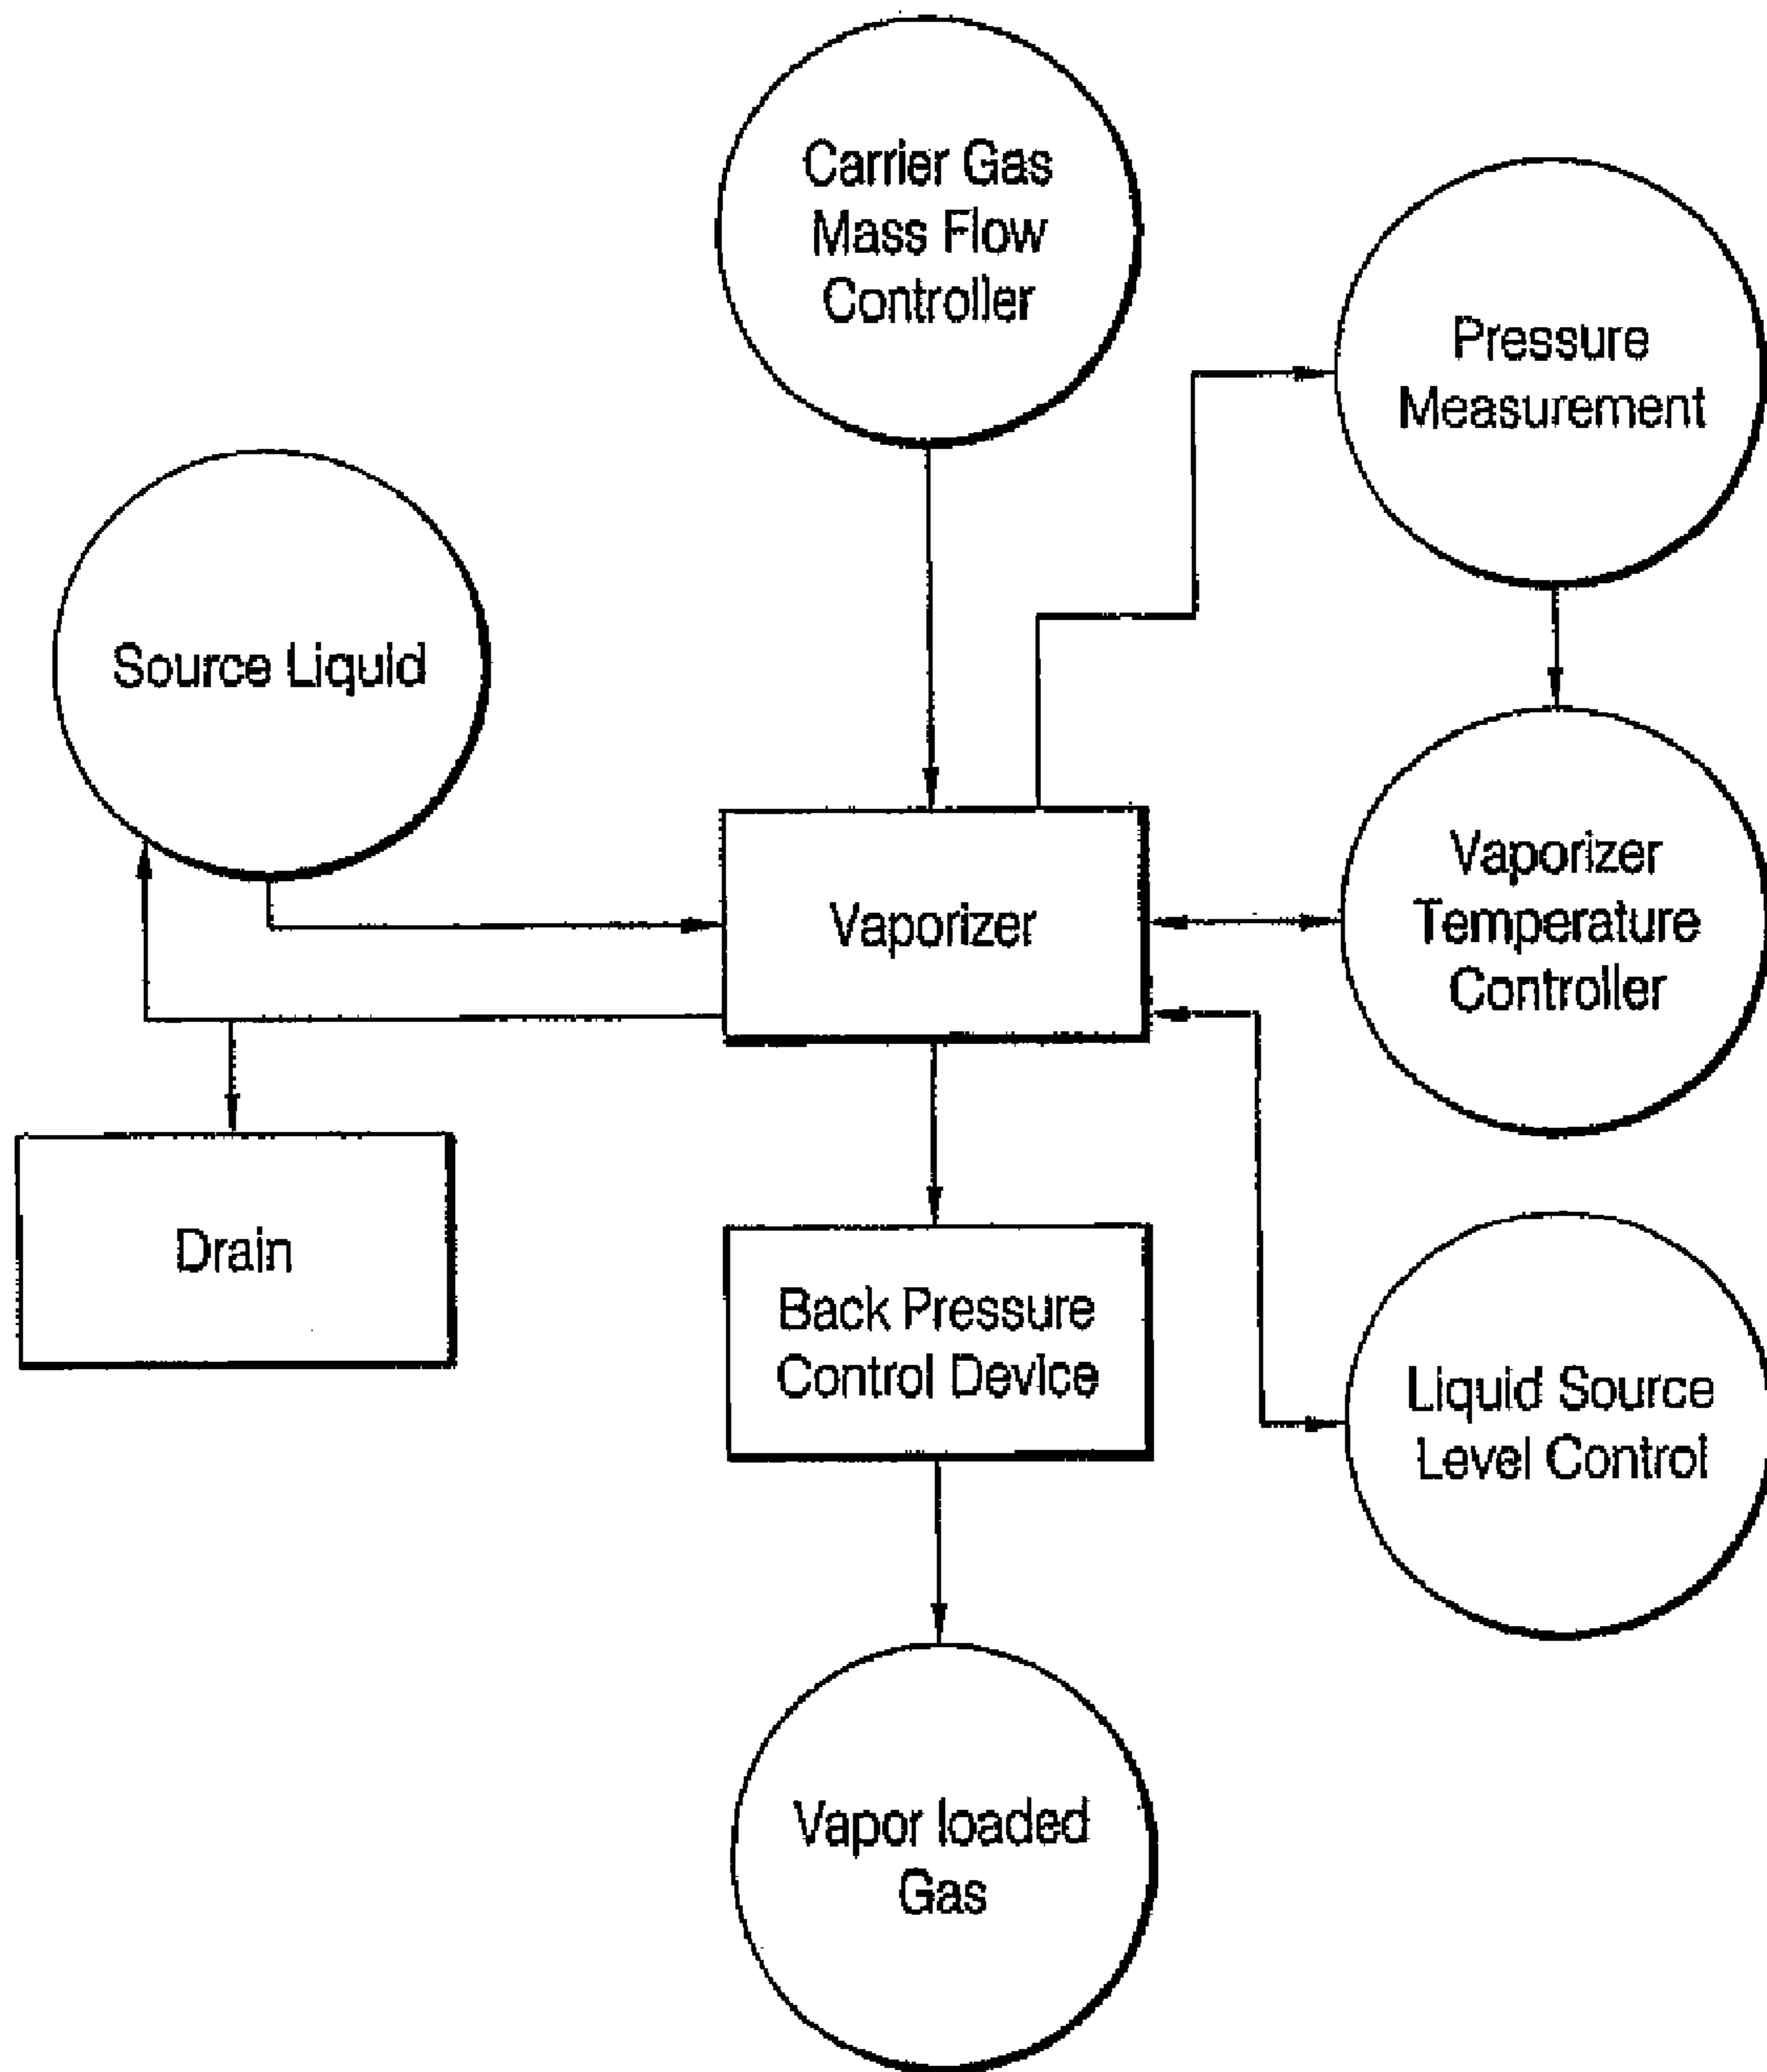 Carrier Gas
Mass Flow
Controller
Pressure
Measurement
Source Liquid
Vaporizer
Vaporizer
Temperature
Controller
Drain
Back Pressure
Control Device
Liquid Source
Level Control
Vapor loaded
Gas